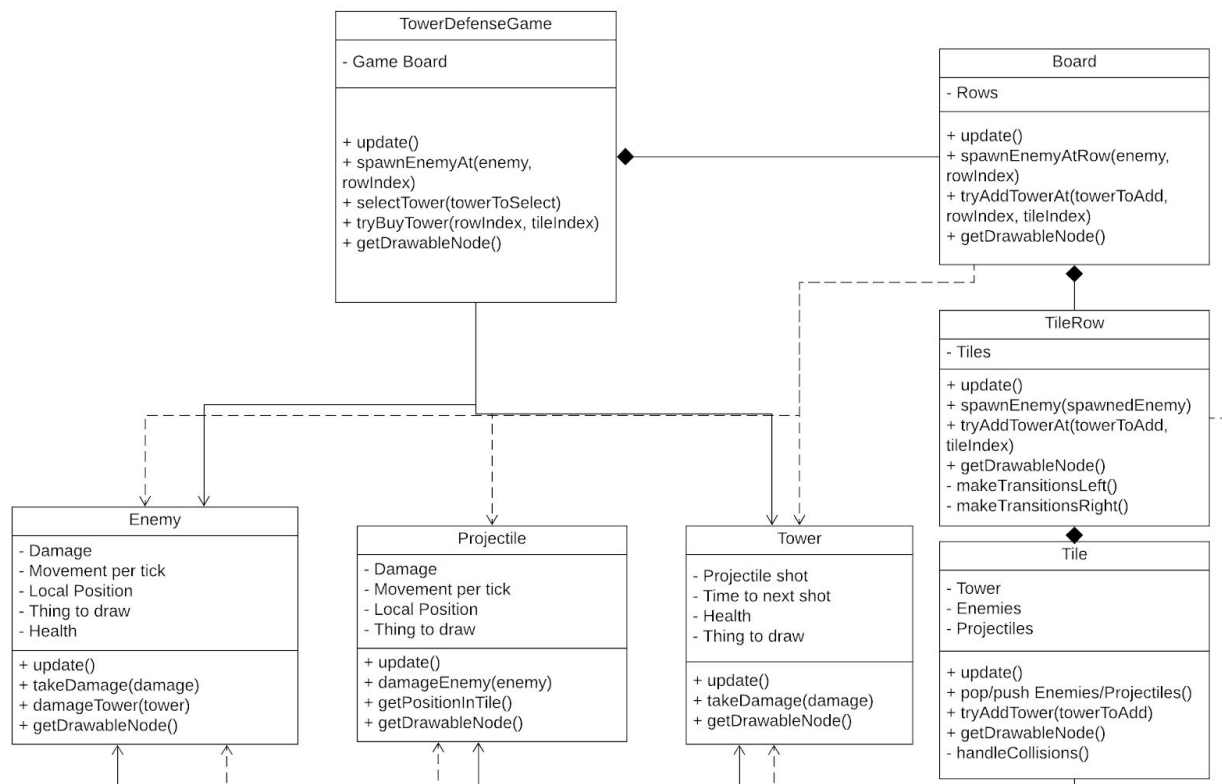 TowerDefenseGame
- Game Board
+ update()
+ spawnEnemyAt(enemy,
rowIndex)
+ selectTower(towerToSelect)
+ tryBuyTower(rowIndex, tileIndex)
+ getDrawableNode()
Board
- Rows
+ update()
+ spawnEnemyAtRow(enemy,
rowIndex)
+ tryAddTowerAt(towerToAdd,
rowIndex, tileIndex)
+ getDrawableNode()
TileRow
- Tiles
+ update()
+ spawnEnemy(spawnedEnemy)
+ tryAddTowerAt(towerToAdd,
tileIndex)
+ getDrawableNode()
- makeTransitionsLeft()
- makeTransitionsRight()
Enemy
- Damage
- Movement per tick
- Local Position
- Thing to draw
- Health
+ update()
+ takeDamage(damage)
+ damageTower(tower)
+ getDrawableNode()
Projectile
- Damage
- Movement per tick
- Local Position
- Thing to draw
+ update()
+ damageEnemy(enemy)
+ getPositionInTile()
+ getDrawableNode()
Tower
- Projectile shot
- Time to next shot
- Health
- Thing to draw
+ update()
+ takeDamage(damage)
+ getDrawableNode()
Tile
- Tower
- Enemies
- Projectiles
+ update()
+ pop/push Enemies/Projectiles()
+ tryAddTower(towerToAdd)
+ getDrawableNode()
- handleCollisions()